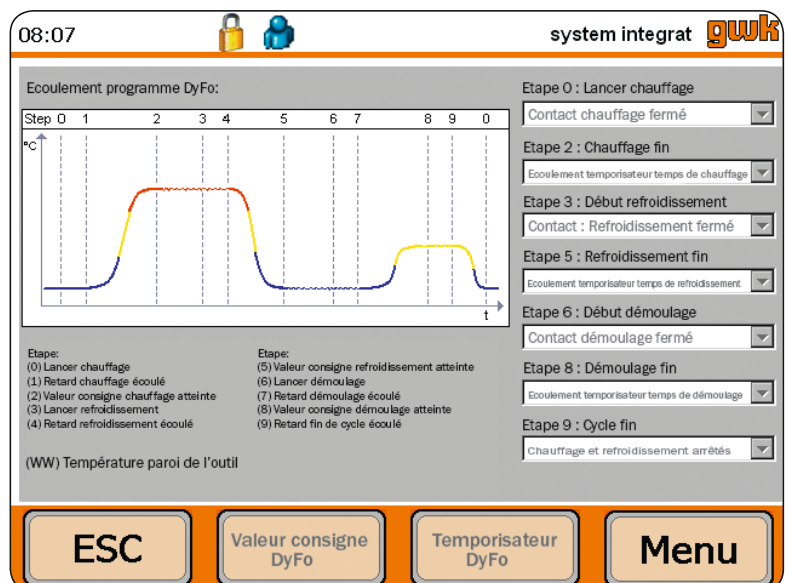 08:07
system integrat gwk
Ecoulement programme DyFo:
Step 0 1 2 3 4 5 6 7 8 9 0
°C
t
Etape:
(0) Lancer chauffage
(1) Retard chauffage écoulé
(2) Valeur consigne chauffage atteinte
(3) Lancer refroidissement
(4) Retard refroidissement écoulé
Etape:
(5) Valeur consigne refroidissement atteinte
(6) Lancer démoulage
(7) Retard démoulage écoulé
(8) Valeur consigne démoulage atteinte
(9) Retard fin de cycle écoulé
(WW) Température paroi de l'outil
Etape 0 : Lancer chauffage
Contact chauffage fermé
Etape 2 : Chauffage fin
Ecoulement temporisateur temps de chauffage
Etape 3 : Début refroidissement
Contact : Refroidissement fermé
Etape 5 : Refroidissement fin
Ecoulement temporisateur temps de refroidissement
Etape 6 : Début démoulage
Contact démoulage fermé
Etape 8 : Démoulage fin
Ecoulement temporisateur temps de démoulage
Etape 9 : Cycle fin
Chauffage et refroidissement arrêtés
ESC
Valeur consigne
DyFo
Temporisateur
DyFo
Menu